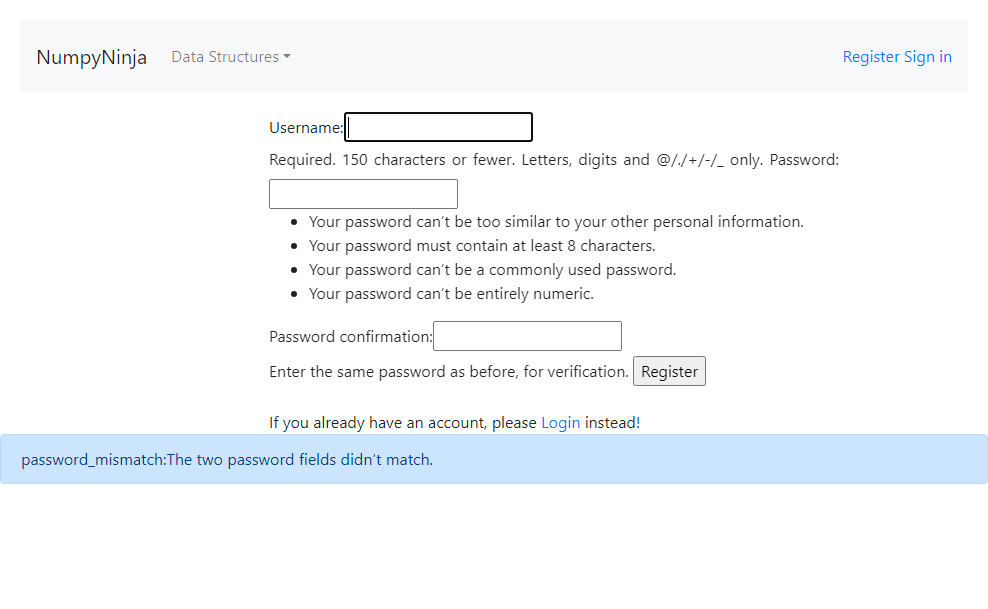 NumpyNinja Data Structures Register Sign in
Username:
Required. 150 characters or fewer. Letters, digits and @/./+/-/_ only. Password:
Your password can’t be too similar to your other personal information.
Your password must contain at least 8 characters.
Your password can’t be a commonly used password.
Your password can’t be entirely numeric.
Password confirmation:
Enter the same password as before, for verification. Register
If you already have an account, please Login instead!
password_mismatch:The two password fields didn’t match.